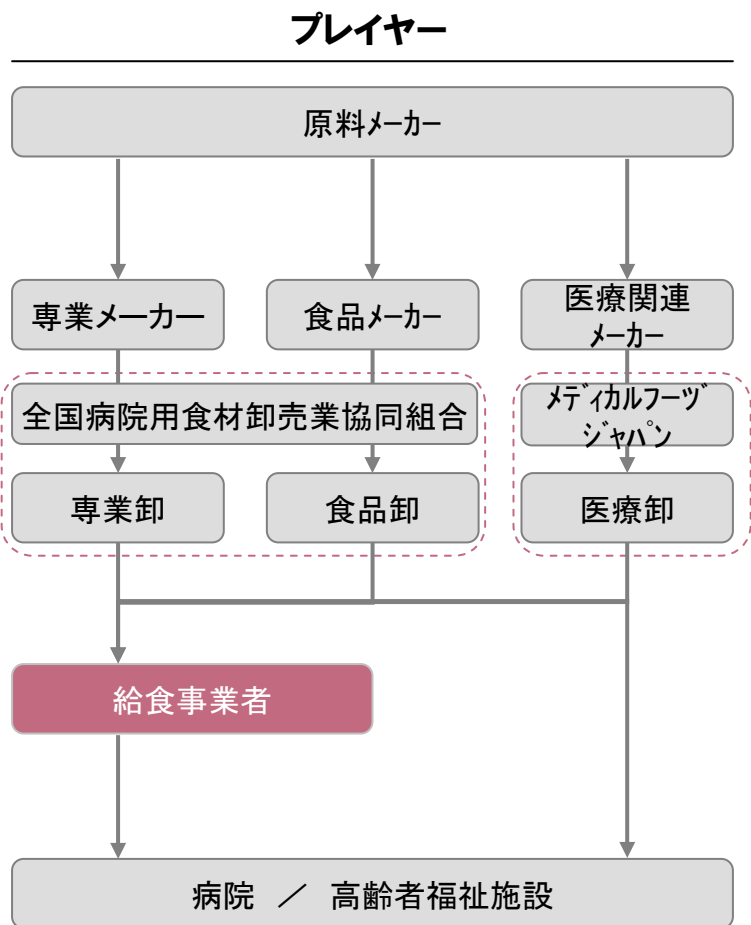 プレイヤー
原料ﾒｰｶｰ
専業メーカー
食品ﾒｰｶｰ
医療関連
ﾒｰｶｰ
全国病院用食材卸売業協同組合
ﾒﾃﾞｨｶﾙﾌｰﾂﾞ
ｼﾞｬﾊﾟﾝ
専業卸
食品卸
医療卸
給食事業者
病院 ／ 高齢者福祉施設